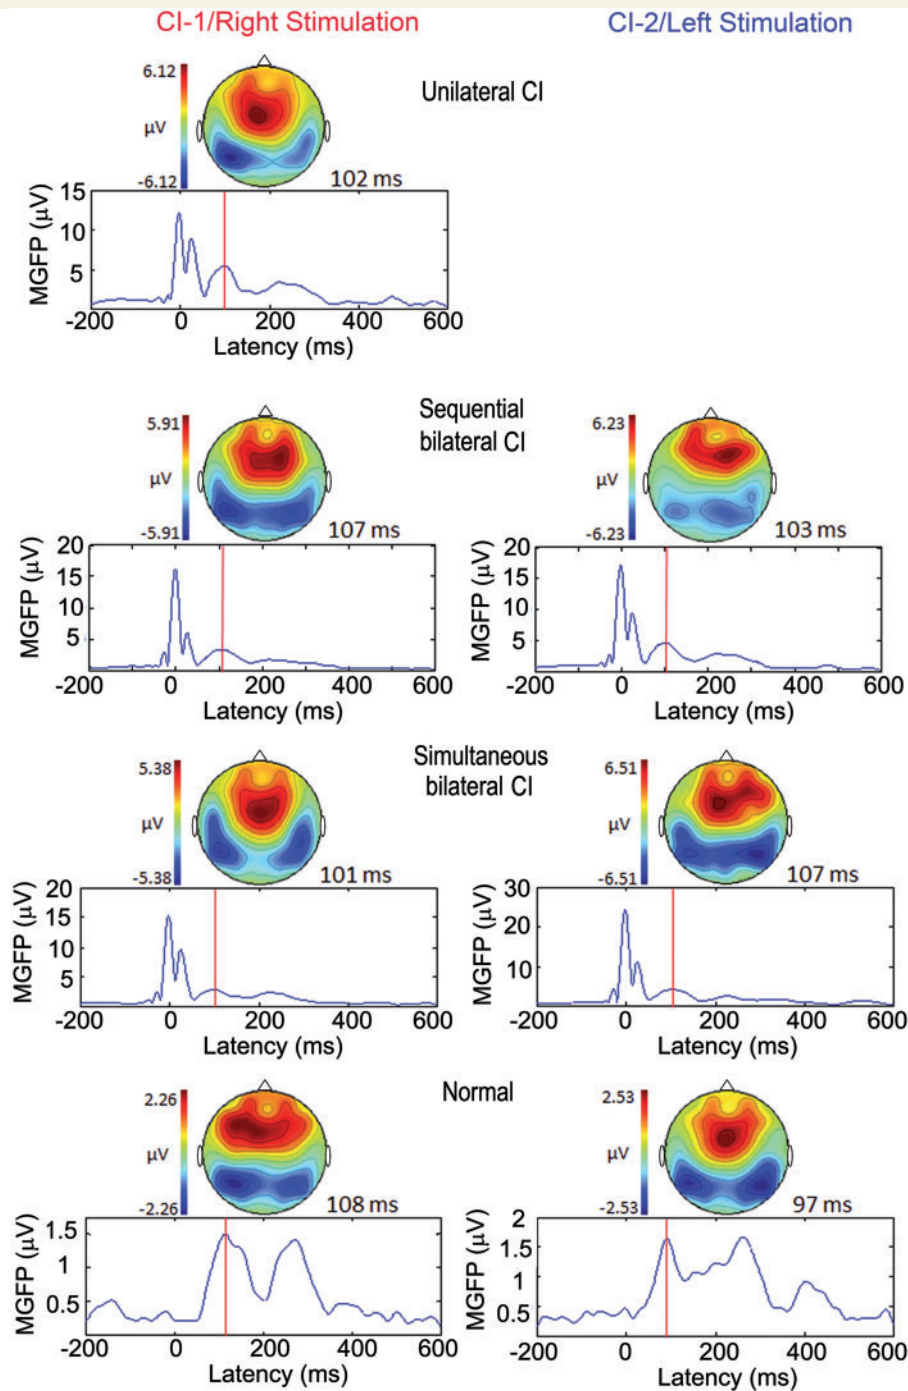 CI-1/Right Stimulation
CI-2/Left Stimulation
Unilateral CI
6.12
µV
-6.12
102 ms
MGFP (µV)
15
10
5
-200 0 200 400 600
Latency (ms)
Sequential
bilateral CI
5.91
µV
-5.91
107 ms
MGFP (µV)
20
15
10
5
-200 0 200 400 600
Latency (ms)
6.23
µV
-6.23
103 ms
MGFP (µV)
20
15
10
5
-200 0 200 400 600
Latency (ms)
Simultaneous
bilateral CI
5.38
µV
-5.38
101 ms
MGFP (µV)
20
15
10
5
-200 0 200 400 600
Latency (ms)
6.51
µV
-6.51
107 ms
MGFP (µV)
30
20
10
-200 0 200 400 600
Latency (ms)
Normal
2.26
µV
-2.26
108 ms
MGFP (µV)
1.5
1
0.5
-200 0 200 400 600
Latency (ms)
2.53
µV
-2.53
97 ms
MGFP (µV)
2
1.5
1
0.5
-200 0 200 400 600
Latency (ms)